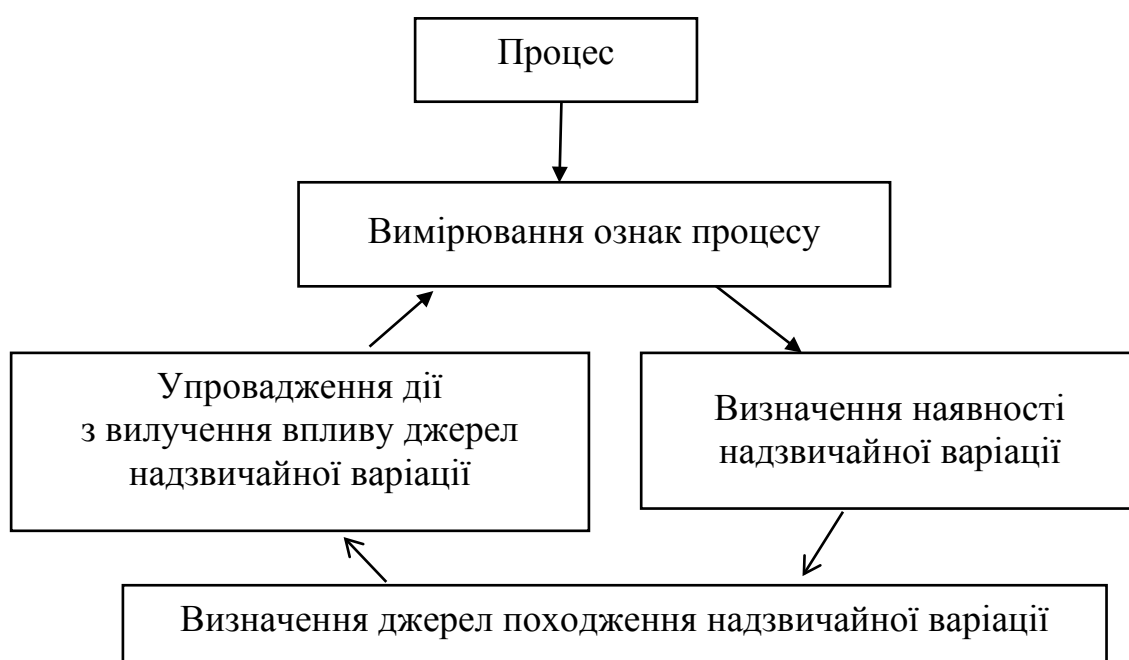 Процес
Вимірювання ознак процесу
Упровадження дії
з вилучення впливу джерел
надзвичайної варіації
Визначення наявності
надзвичайної варіації
Визначення джерел походження надзвичайної варіації